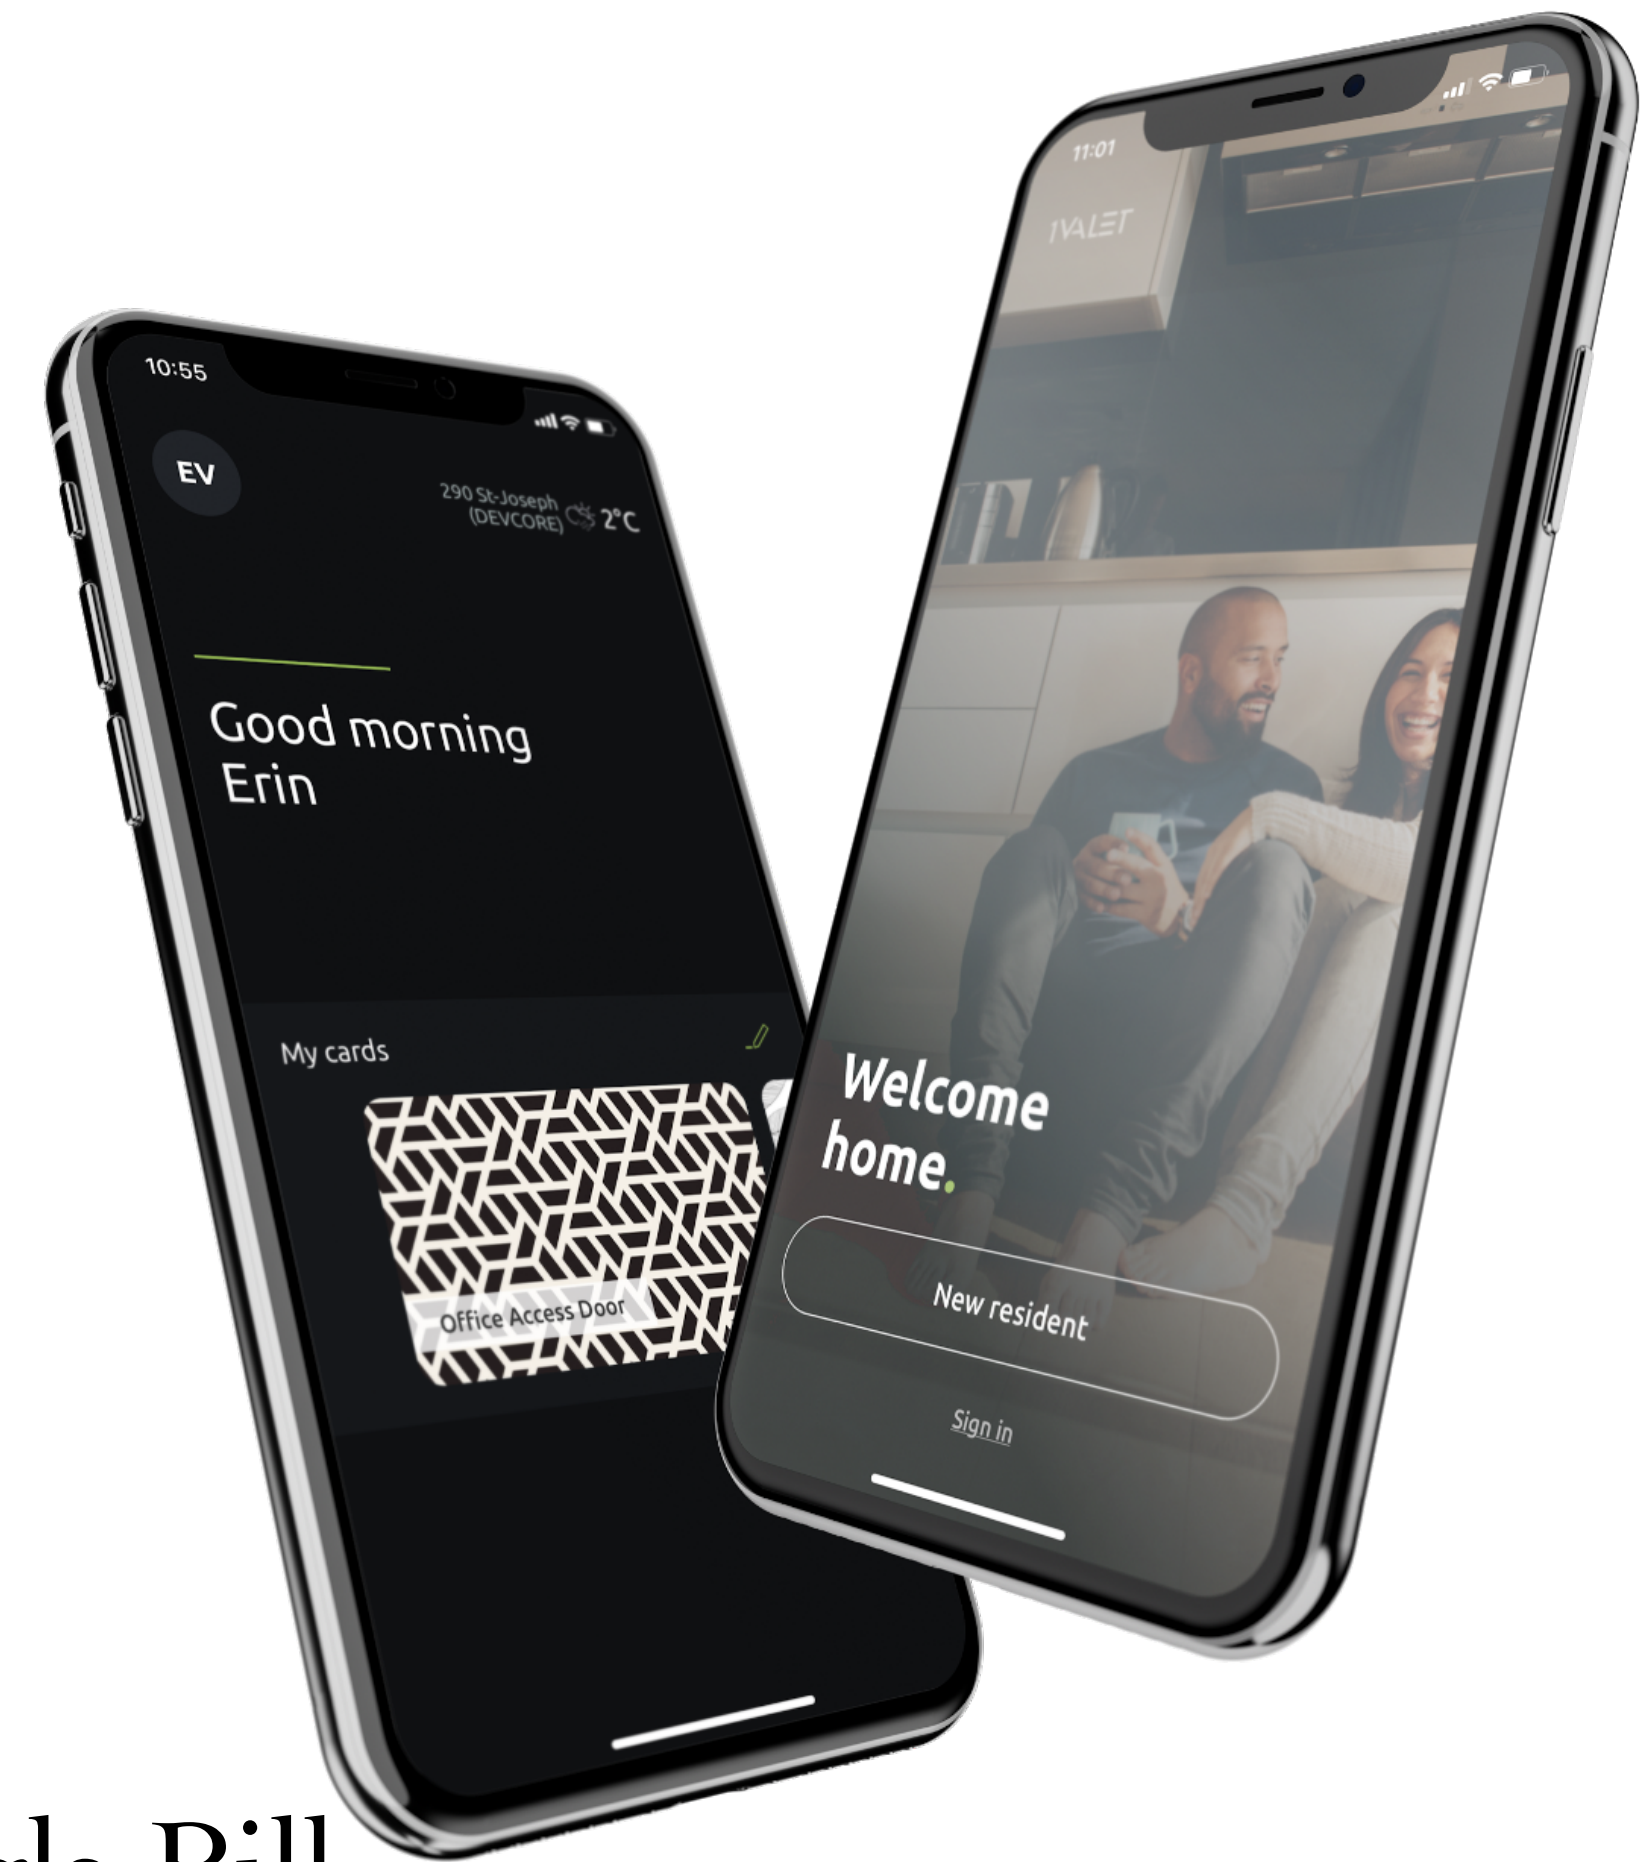 10:55
EV
290 St-Joseph
(DEVCORE)
2°C
Good morning
Erin
My cards
Office Access Door
11:01
1VALET
Welcome
home.
New resident
Sign in
Bill